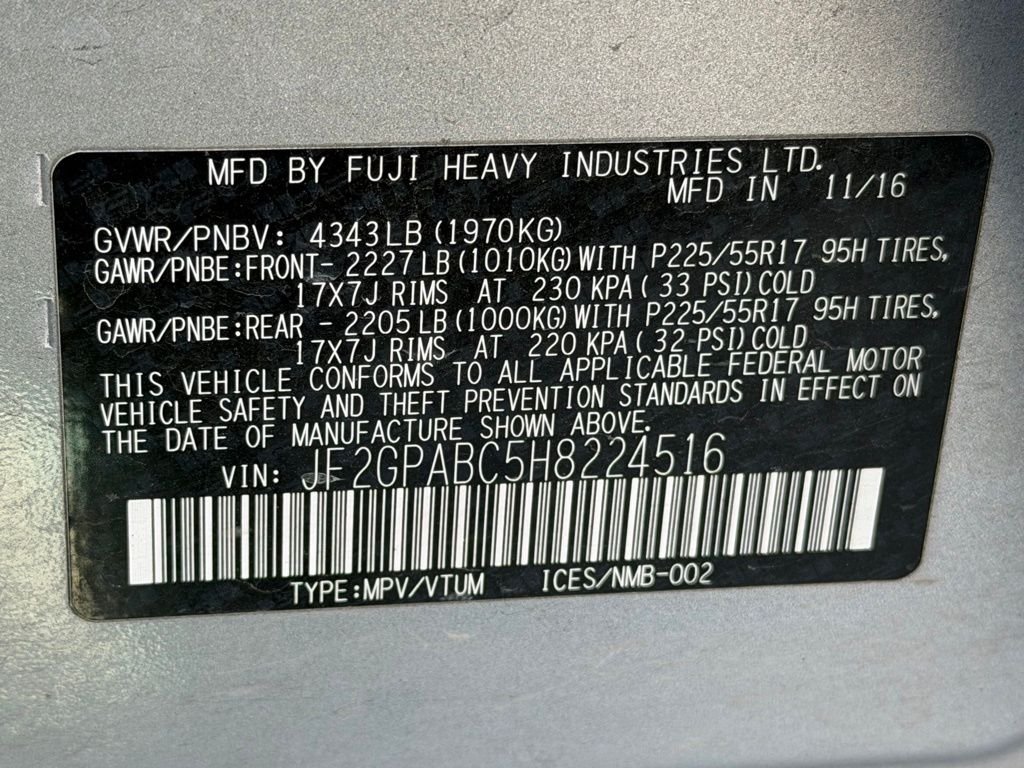 MFD BY FUJI HEAVY INDUSTRIES LTD.
MFD IN 11/16
GVWR/PNBV: 4343LB (1970KG)
GAWR/PNBE:FRONT- 2227LB(1010KG)WITH P225/55R17 95H TIRES,
17X7J RIMS AT 230 KPA( 33 PSI)COLD
GAWR/PNBE:REAR - 2205LB(1000KG)WITH P225/55R17 95H TIRES,
17X7J RIMS AT 220 KPA( 32 PSI)COLD
THIS VEHICLE CONFORMS TO ALL APPLICABLE FEDERAL MOTOR
VEHICLE SAFETY AND THEFT PREVENTION STANDARDS IN EFFECT ON
THE DATE OF MANUFACTURE SHOWN ABOVE.
VIN: JF2GPABC5H8224516
TYPE:MPV/VTUM ICES/NMB-002